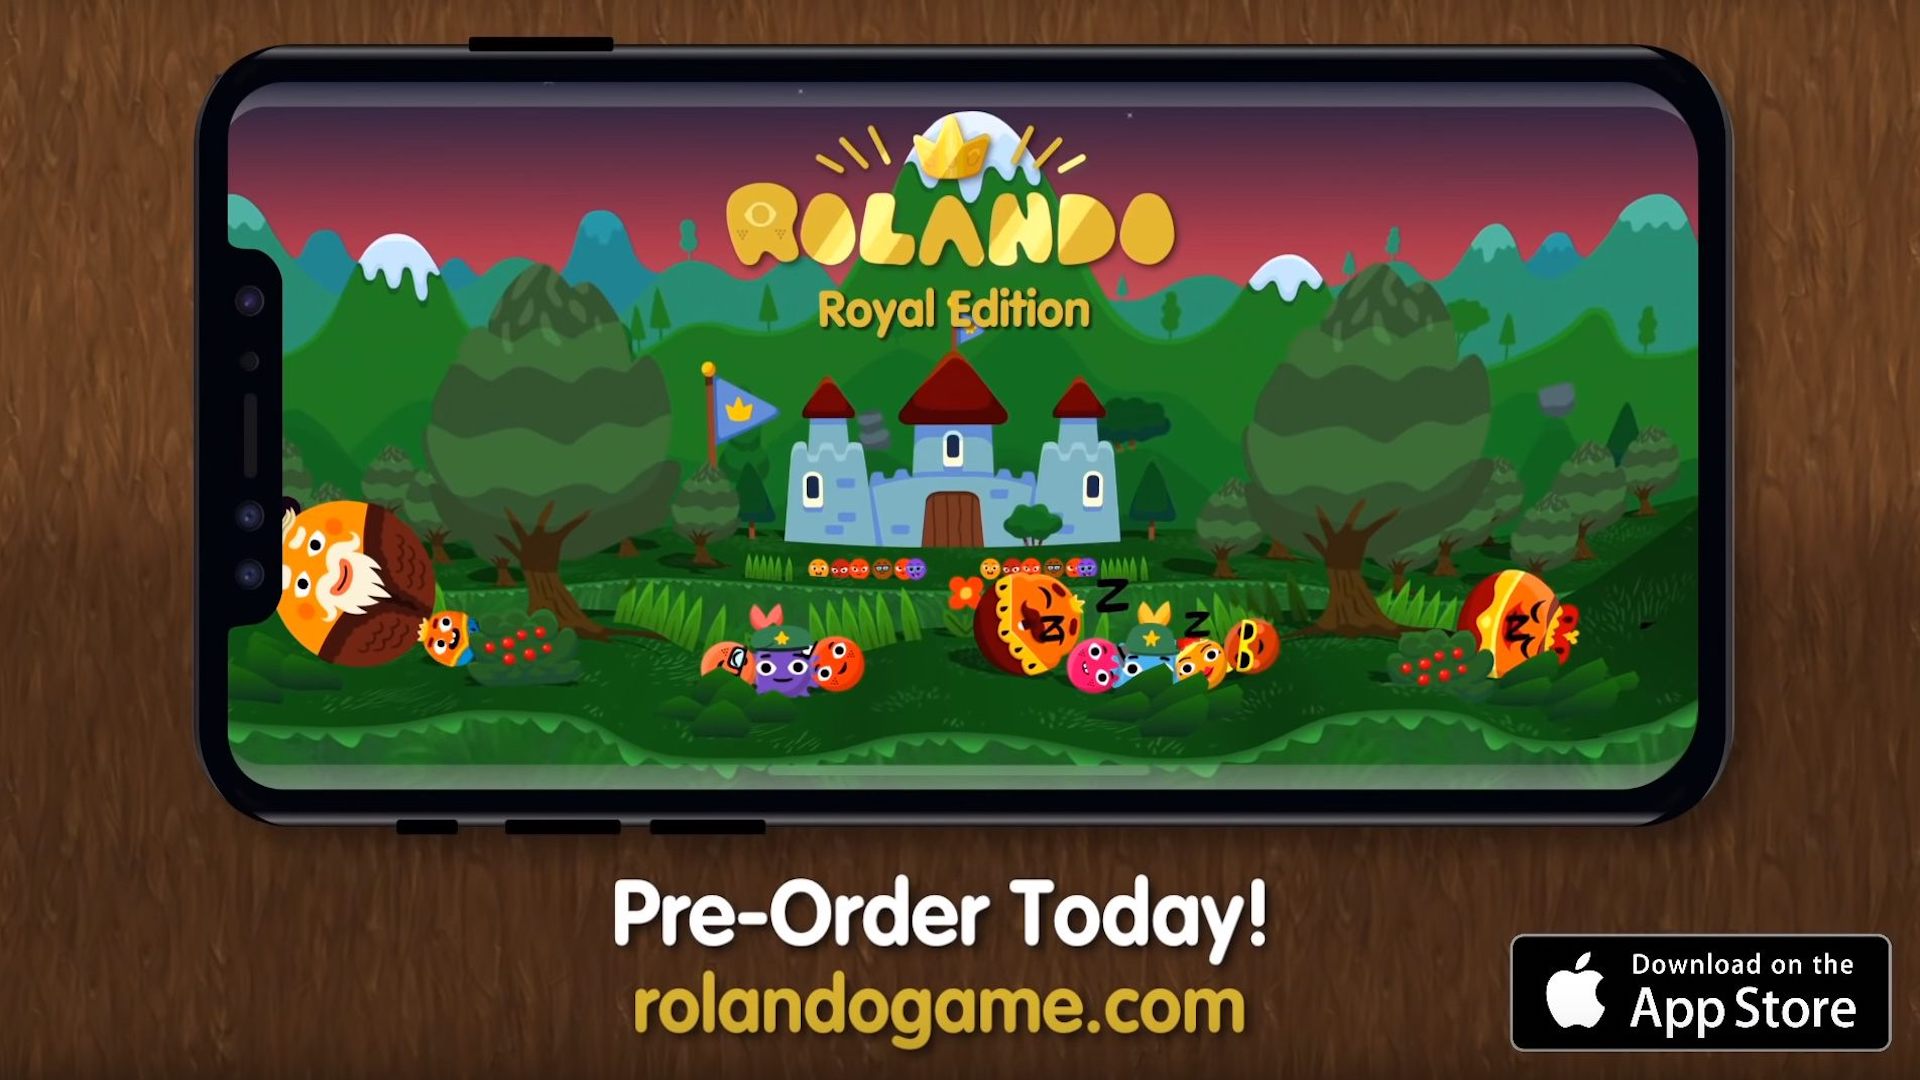 ROLANDO
Royal Edition
Z
Z
Z
Z
Pre-Order Today!
rolandogame.com
Download on the
App Store